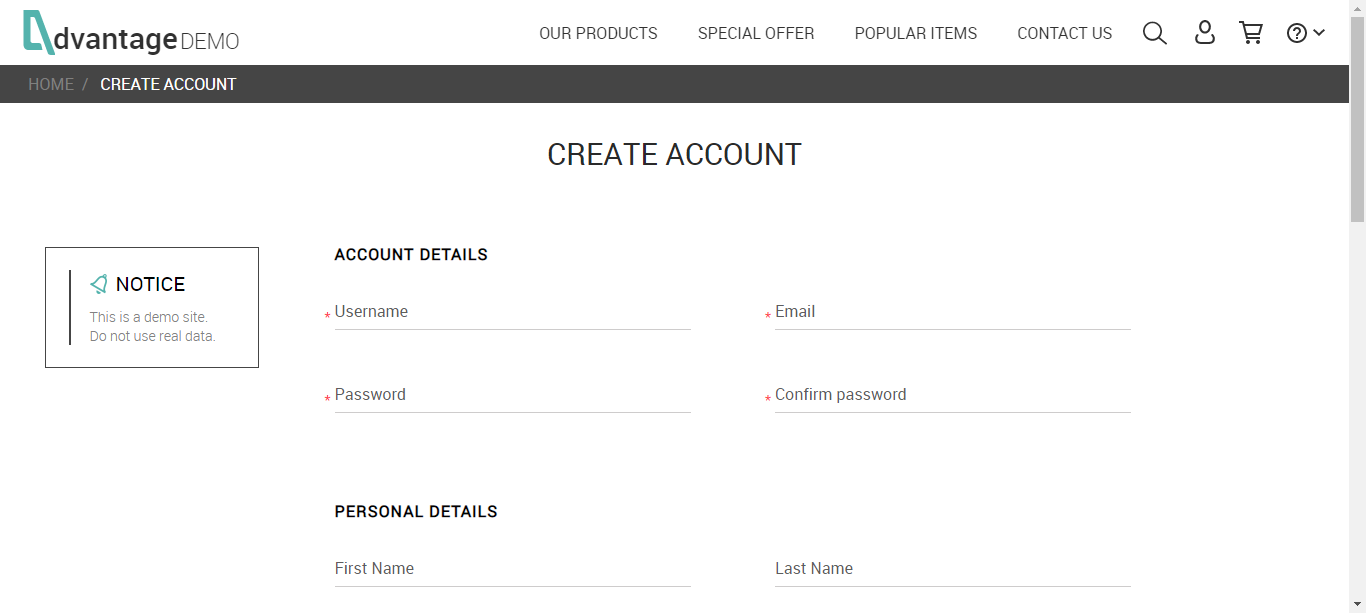 dvantage DEMO
OUR PRODUCTS SPECIAL OFFER POPULAR ITEMS CONTACT US
HOME / CREATE ACCOUNT
CREATE ACCOUNT
NOTICE
This is a demo site.
Do not use real data.
ACCOUNT DETAILS
* Username
* Email
* Password
* Confirm password
PERSONAL DETAILS
First Name
Last Name